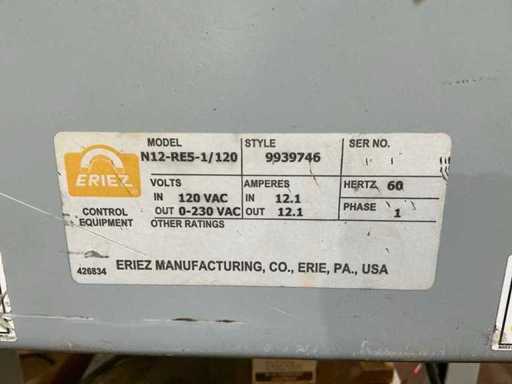 ERIEZ
CONTROL
EQUIPMENT
426834
MODEL
N12-RE5-1/120
STYLE
9939746
SER NO.
VOLTS
IN 120 VAC
OUT 0-230 VAC
AMPERES
IN 12.1
OUT 12.1
HERTZ 60
PHASE 1
OTHER RATINGS
ERIEZ MANUFACTURING, CO., ERIE, PA., USA